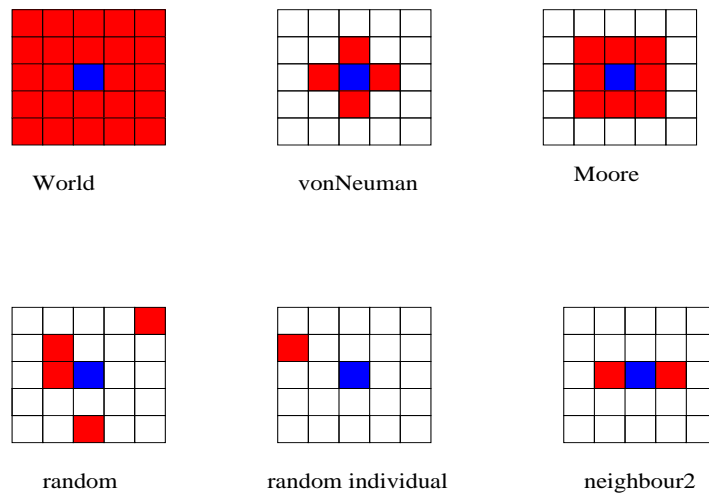 World
vonNeuman
Moore
random
random individual
neighbour2